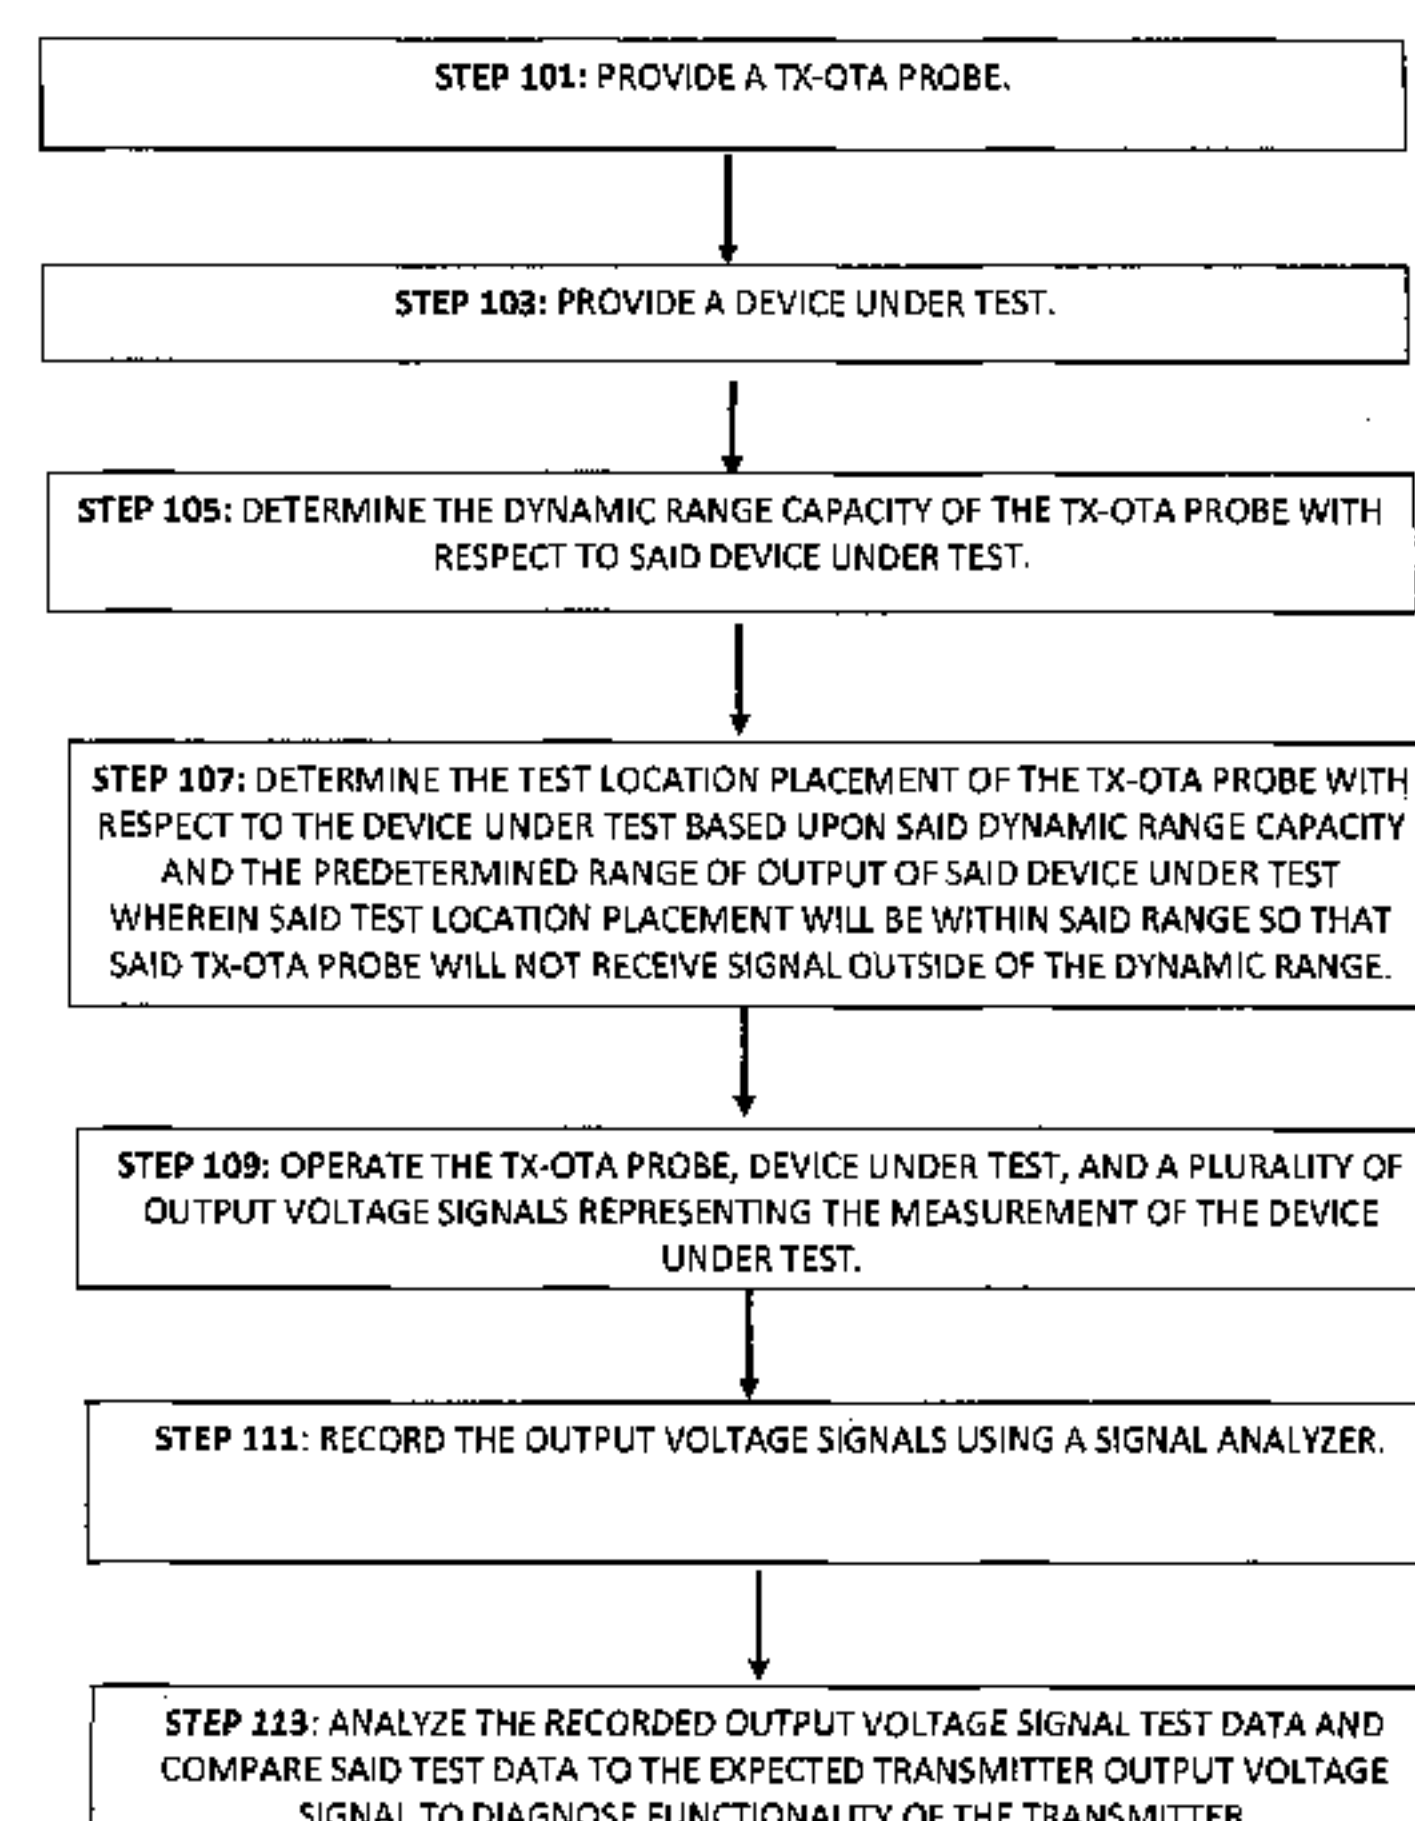 STEP 101: PROVIDE A TX-OTA PROBE.
STEP 103: PROVIDE A DEVICE UNDER TEST.
STEP 105: DETERMINE THE DYNAMIC RANGE CAPACITY OF THE TX-OTA PROBE WITH
RESPECT TO SAID DEVICE UNDER TEST.
STEP 107: DETERMINE THE TEST LOCATION PLACEMENT OF THE TX-OTA PROBE WITH
RESPECT TO THE DEVICE UNDER TEST BASED UPON SAID DYNAMIC RANGE CAPACITY
AND THE PREDETERMINED RANGE OF OUTPUT OF SAID DEVICE UNDER TEST
WHEREIN SAID TEST LOCATION PLACEMENT WILL BE WITHIN SAID RANGE SO THAT
SAID TX-OTA PROBE WILL NOT RECEIVE SIGNAL OUTSIDE OF THE DYNAMIC RANGE.
STEP 109: OPERATE THE TX-OTA PROBE, DEVICE UNDER TEST, AND A PLURALITY OF
OUTPUT VOLTAGE SIGNALS REPRESENTING THE MEASUREMENT OF THE DEVICE
UNDER TEST.
STEP 111: RECORD THE OUTPUT VOLTAGE SIGNALS USING A SIGNAL ANALYZER.
STEP 113: ANALYZE THE RECORDED OUTPUT VOLTAGE SIGNAL TEST DATA AND
COMPARE SAID TEST DATA TO THE EXPECTED TRANSMITTER OUTPUT VOLTAGE
SIGNAL TO DIAGNOSE FUNCTIONALITY OF THE TRANSMITTER